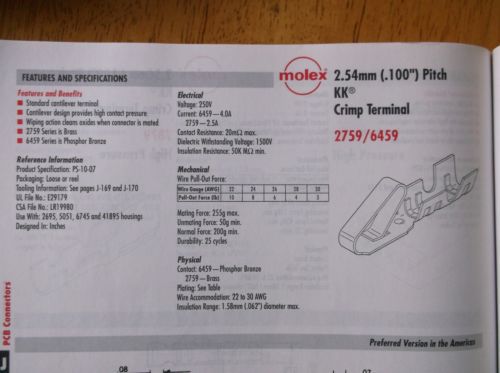 FEATURES AND SPECIFICATIONS
Features and Benefits
■ Standard cantilever terminal
■ Cantilever design provides high contact pressure.
■ Wiping action cleans oxides when connector is mated
■ 2759 Series is Brass
■ 6459 Series is Phosphor Bronze
Reference Information
Product Specification: PS-10-07
Packaging: Loose or reel
Tooling Information: See pages J-169 and J-170
UL File No.: E29179
CSA File No.: LR19980
Use With: 2695, 5051, 6745 and 41895 housings
Designed In: Inches
Electrical
Voltage: 250V
Current: 6459—4.0A
2759—2.5A
Contact Resistance: 20mΩ max.
Dielectric Withstanding Voltage: 1500V
Insulation Resistance: 50K MΩ min.
Mechanical
Wire Pull-Out Force:
Wire Gauge (AWG) 22 24 26 28 30
Pull-Out Force (lb) 10 8 6 4 3
Mating Force: 255g max.
Unmating Force: 50g min.
Normal Force: 200g min.
Durability: 25 cycles
Physical
Contact: 6459—Phosphor Bronze
2759—Brass
Plating: See Table
Wire Accommodation: 22 to 30 AWG
Insulation Range: 1.58mm (.062") diameter max.
molex
2.54mm (.100") Pitch
KK®
Crimp Terminal
2759/6459
Preferred Version in the Americas
PCB Connectors
J
.08
.07